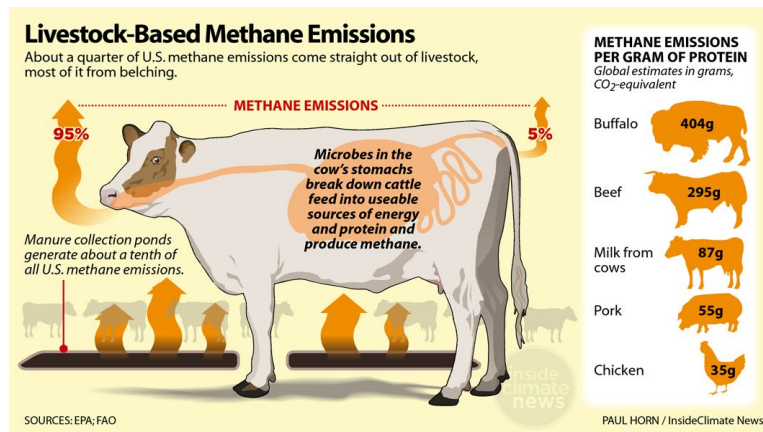 Livestock-Based Methane Emissions
About a quarter of U.S. methane emissions come straight out of livestock,
most of it from belching.
METHANE EMISSIONS
95%
5%
Microbes in the
cow's stomachs
break down cattle
feed into useable
sources of energy
and protein and
produce methane.
Manure collection ponds
generate about a tenth of
all U.S. methane emissions.
METHANE EMISSIONS
PER GRAM OF PROTEIN
Global estimates in grams,
CO2-equivalent
Buffalo 404g
Beef 295g
Milk from
cows 87g
Pork 55g
Chicken 35g
inside
climate
news
SOURCES: EPA; FAO
PAUL HORN / InsideClimate News